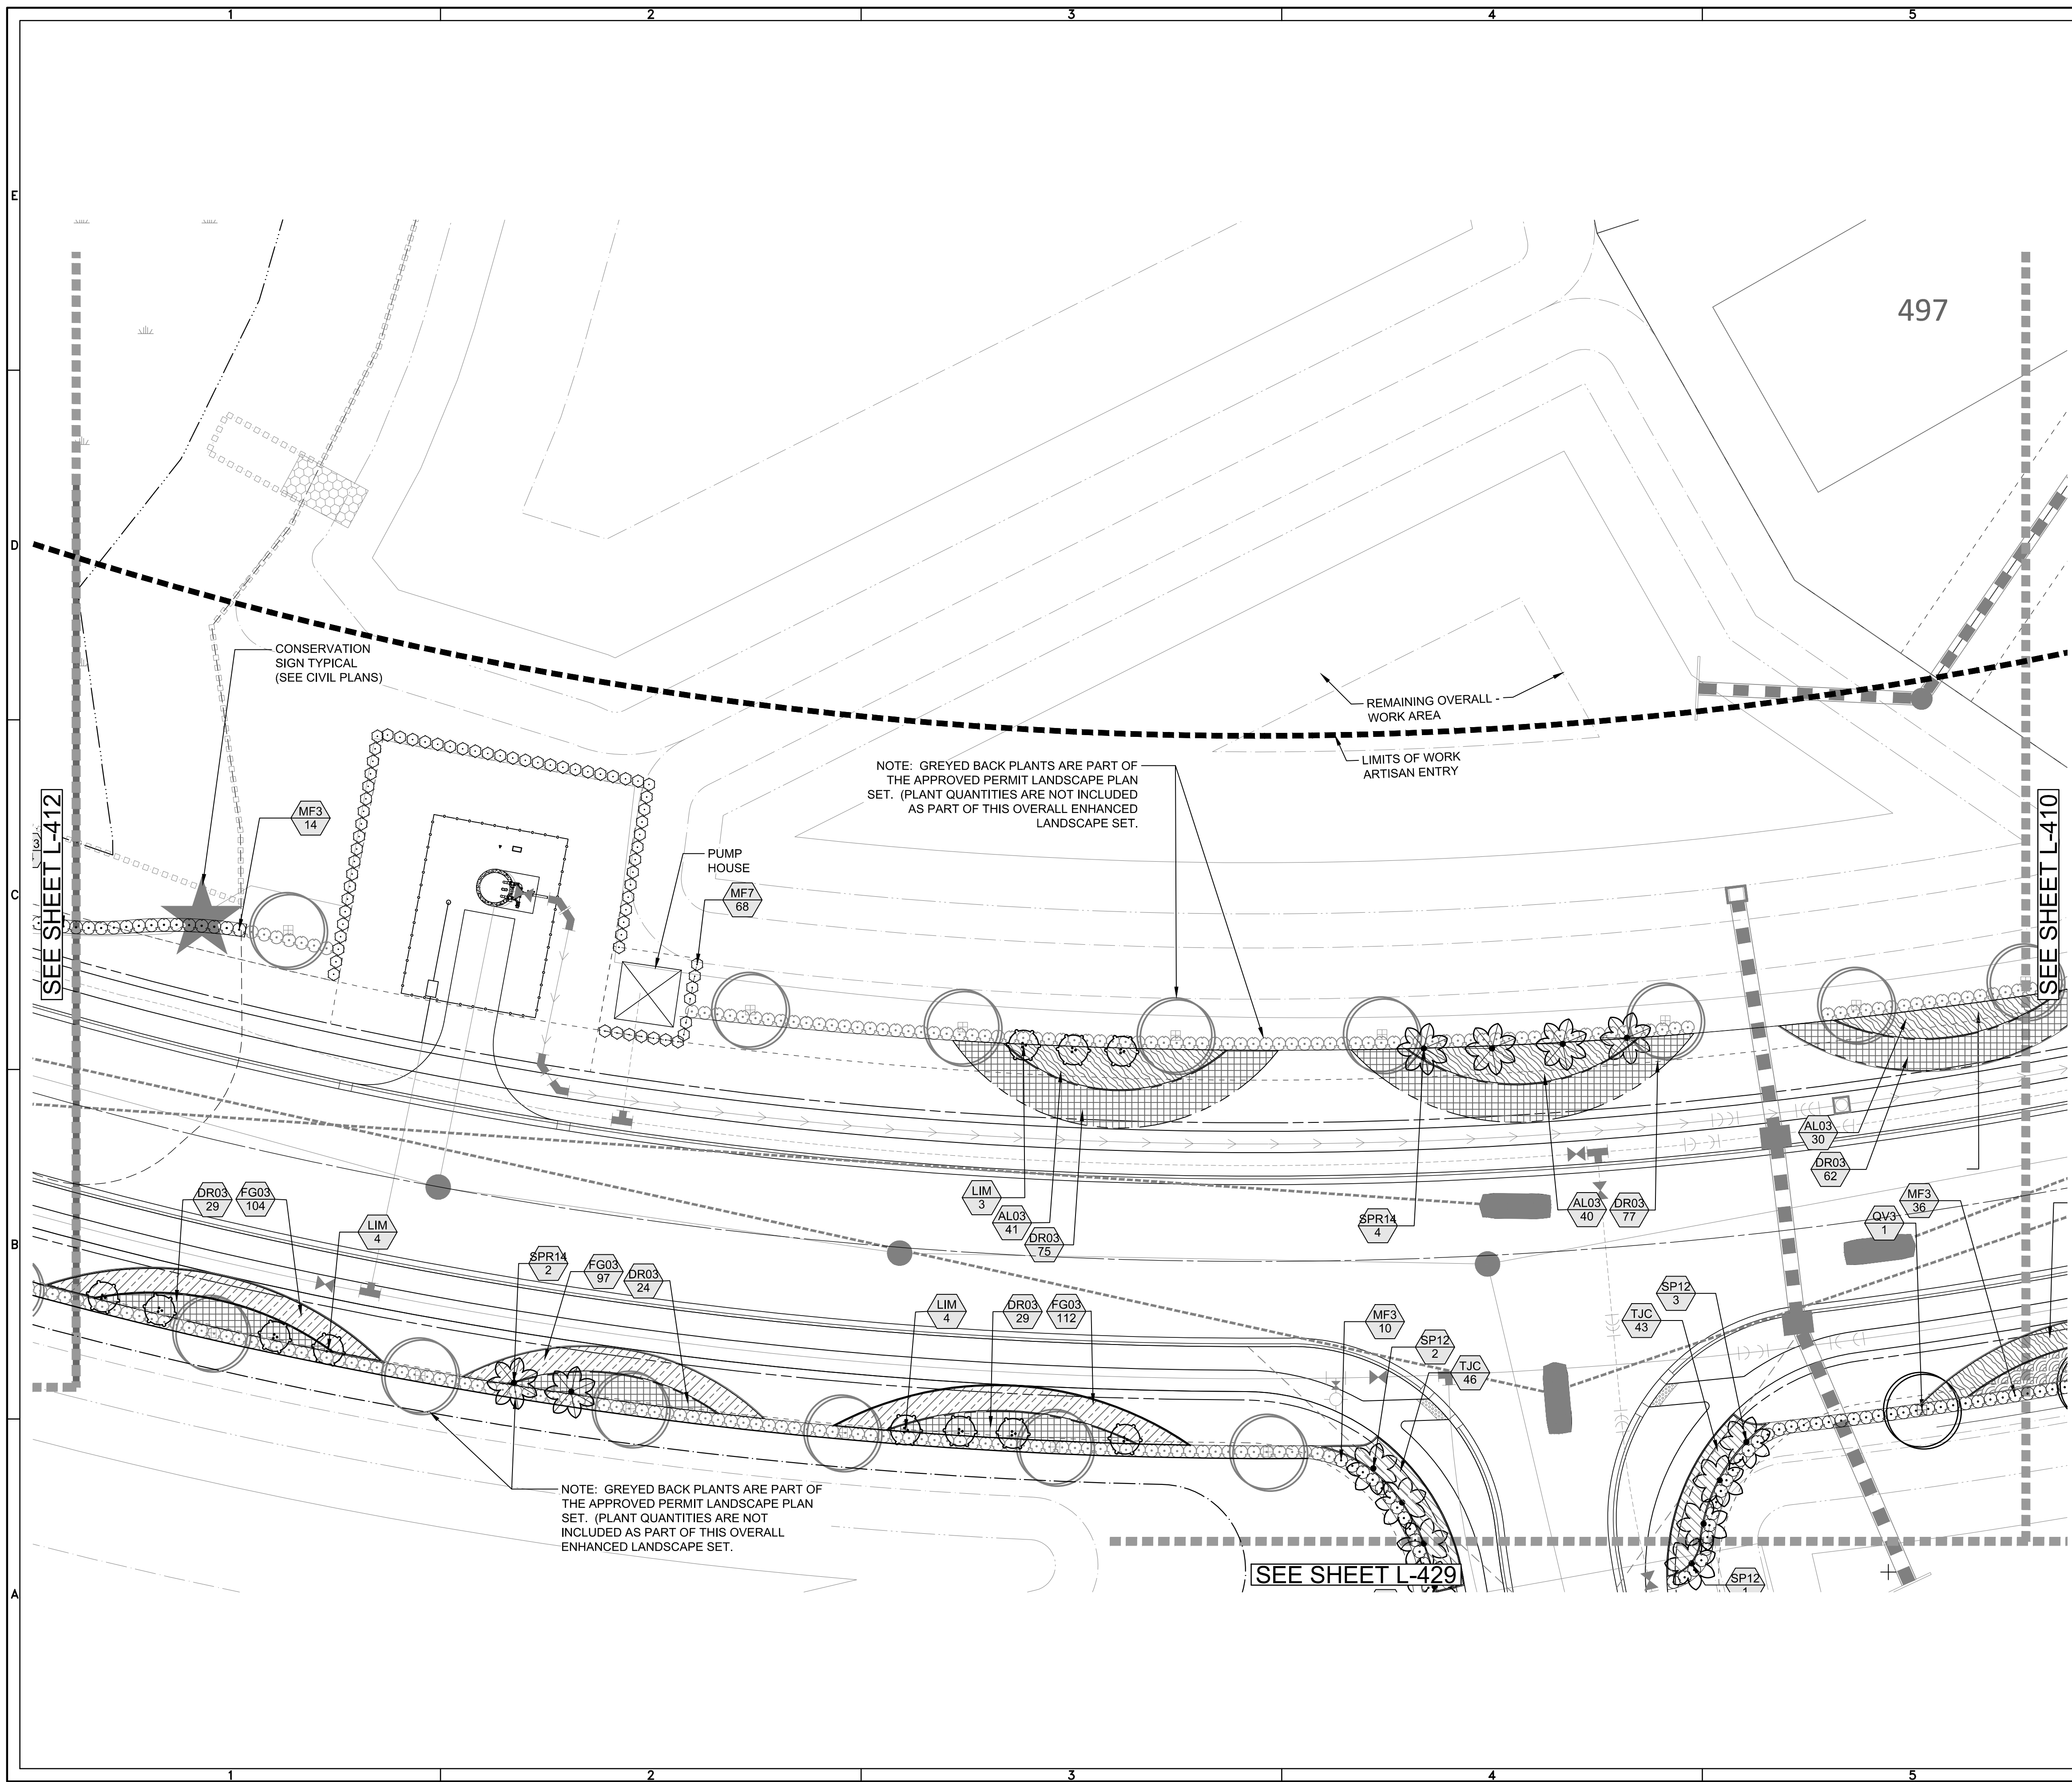 1
2
3
4
5
E
D
C
B
A
497
CONSERVATION
SIGN TYPICAL
(SEE CIVIL PLANS)
REMAINING OVERALL
WORK AREA
LIMITS OF WORK
ARTISAN ENTRY
NOTE: GREYED BACK PLANTS ARE PART OF
THE APPROVED PERMIT LANDSCAPE PLAN
SET. (PLANT QUANTITIES ARE NOT INCLUDED
AS PART OF THIS OVERALL ENHANCED
LANDSCAPE SET.
SEE SHEET L-412
SEE SHEET L-410
MF3
14
PUMP
HOUSE
MF7
68
AL03
30
DR03
62
LIM
3
AL03
41
DR03
75
SPR14
4
AL03
40
DR03
77
QV3
1
MF3
36
DR03
29
FG03
104
LIM
4
SPR14
2
FG03
97
DR03
24
LIM
4
DR03
29
FG03
112
MF3
10
SP12
2
TJC
46
TJC
43
SP12
3
NOTE: GREYED BACK PLANTS ARE PART OF
THE APPROVED PERMIT LANDSCAPE PLAN
SET. (PLANT QUANTITIES ARE NOT
INCLUDED AS PART OF THIS OVERALL
ENHANCED LANDSCAPE SET.
SEE SHEET L-429
SP12
1
1
2
3
4
5